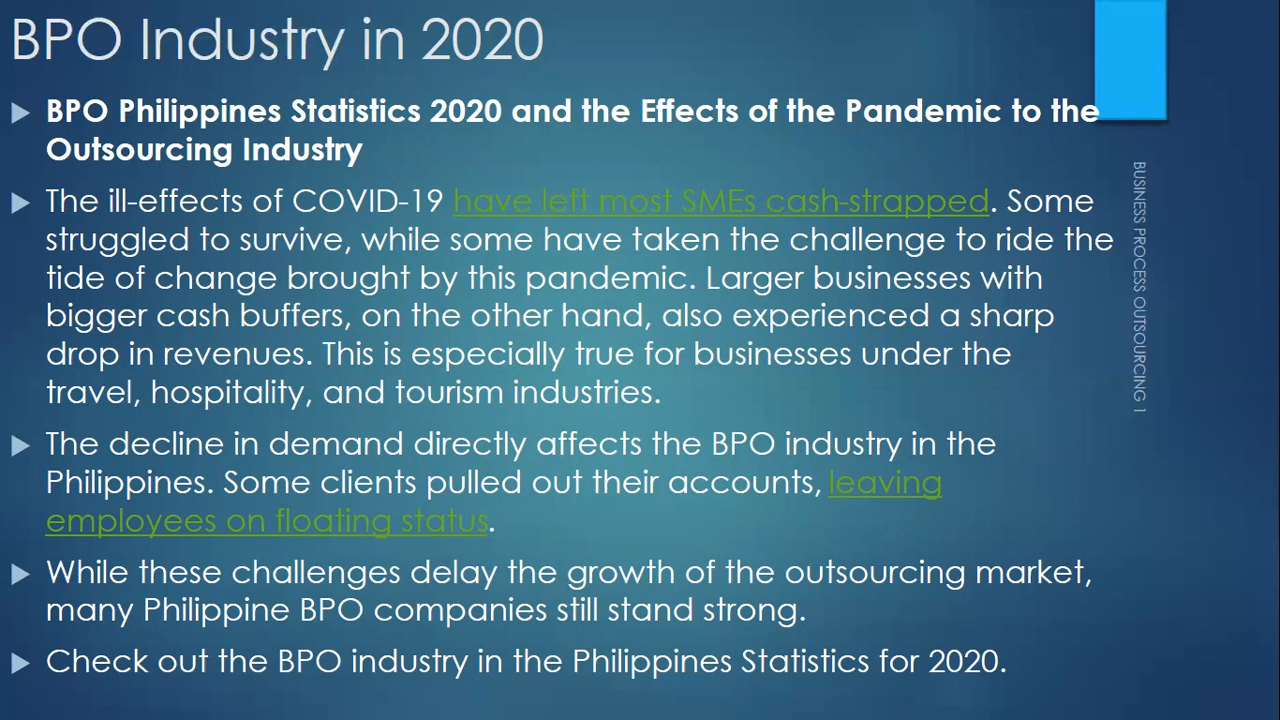 BPO Industry in 2020
BPO Philippines Statistics 2020 and the Effects of the Pandemic to the
Outsourcing Industry
The ill-effects of COVID-19 have left most SMEs cash-strapped. Some
struggled to survive, while some have taken the challenge to ride the
tide of change brought by this pandemic. Larger businesses with
bigger cash buffers, on the other hand, also experienced a sharp
drop in revenues. This is especially true for businesses under the
travel, hospitality, and tourism industries.
The decline in demand directly affects the BPO industry in the
Philippines. Some clients pulled out their accounts, leaving
employees on floating status.
While these challenges delay the growth of the outsourcing market,
many Philippine BPO companies still stand strong.
Check out the BPO industry in the Philippines Statistics for 2020.
BUSINESS PROCESS OUTSOURCING 1